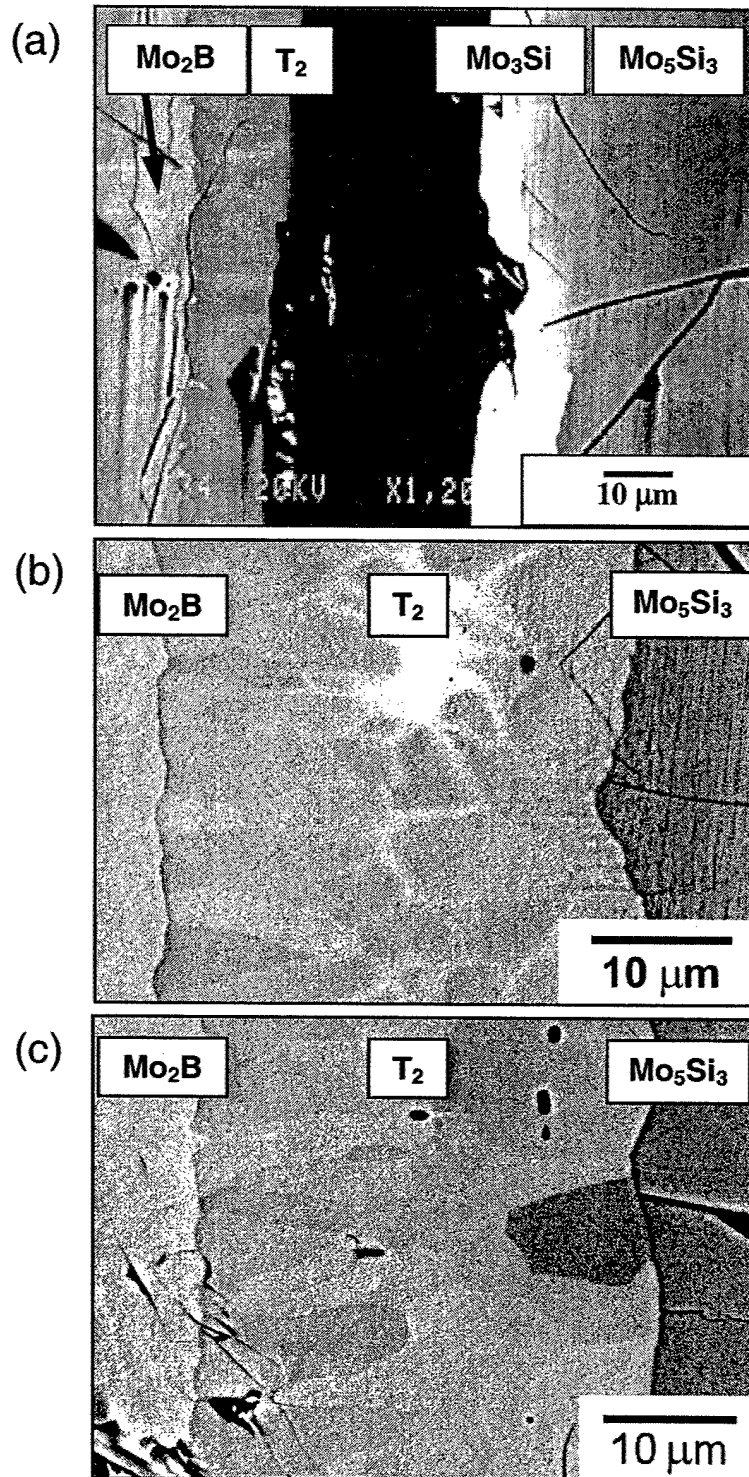 (a)
Mo₂B T₂ Mo₃Si Mo₅Si₃
20KV X1,20
10 μm
(b)
Mo₂B T₂ Mo₅Si₃
10 μm
(c)
Mo₂B T₂ Mo₅Si₃
10 μm